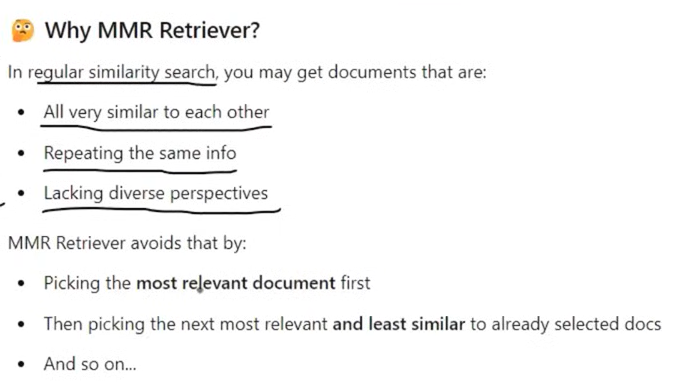 🤔 Why MMR Retriever?
In regular similarity search, you may get documents that are:
• All very similar to each other
• Repeating the same info
• Lacking diverse perspectives
MMR Retriever avoids that by:
• Picking the most relevant document first
• Then picking the next most relevant and least similar to already selected docs
• And so on...